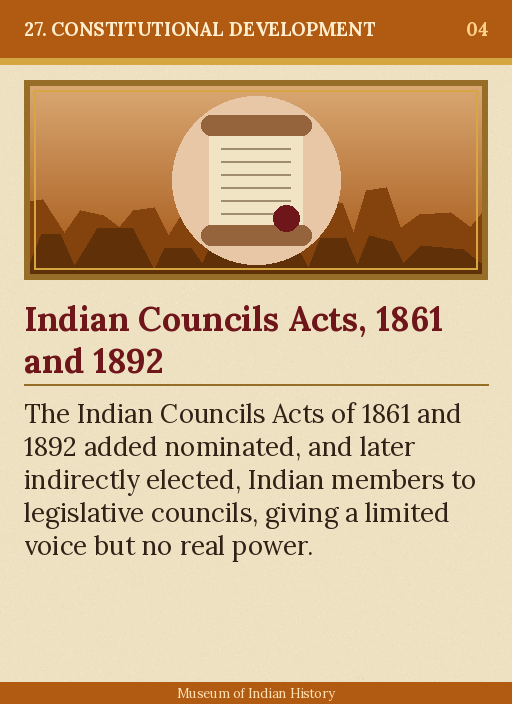 27. CONSTITUTIONAL DEVELOPMENT 04
Indian Councils Acts, 1861
and 1892
The Indian Councils Acts of 1861 and
1892 added nominated, and later
indirectly elected, Indian members to
legislative councils, giving a limited
voice but no real power.
Museum of Indian History